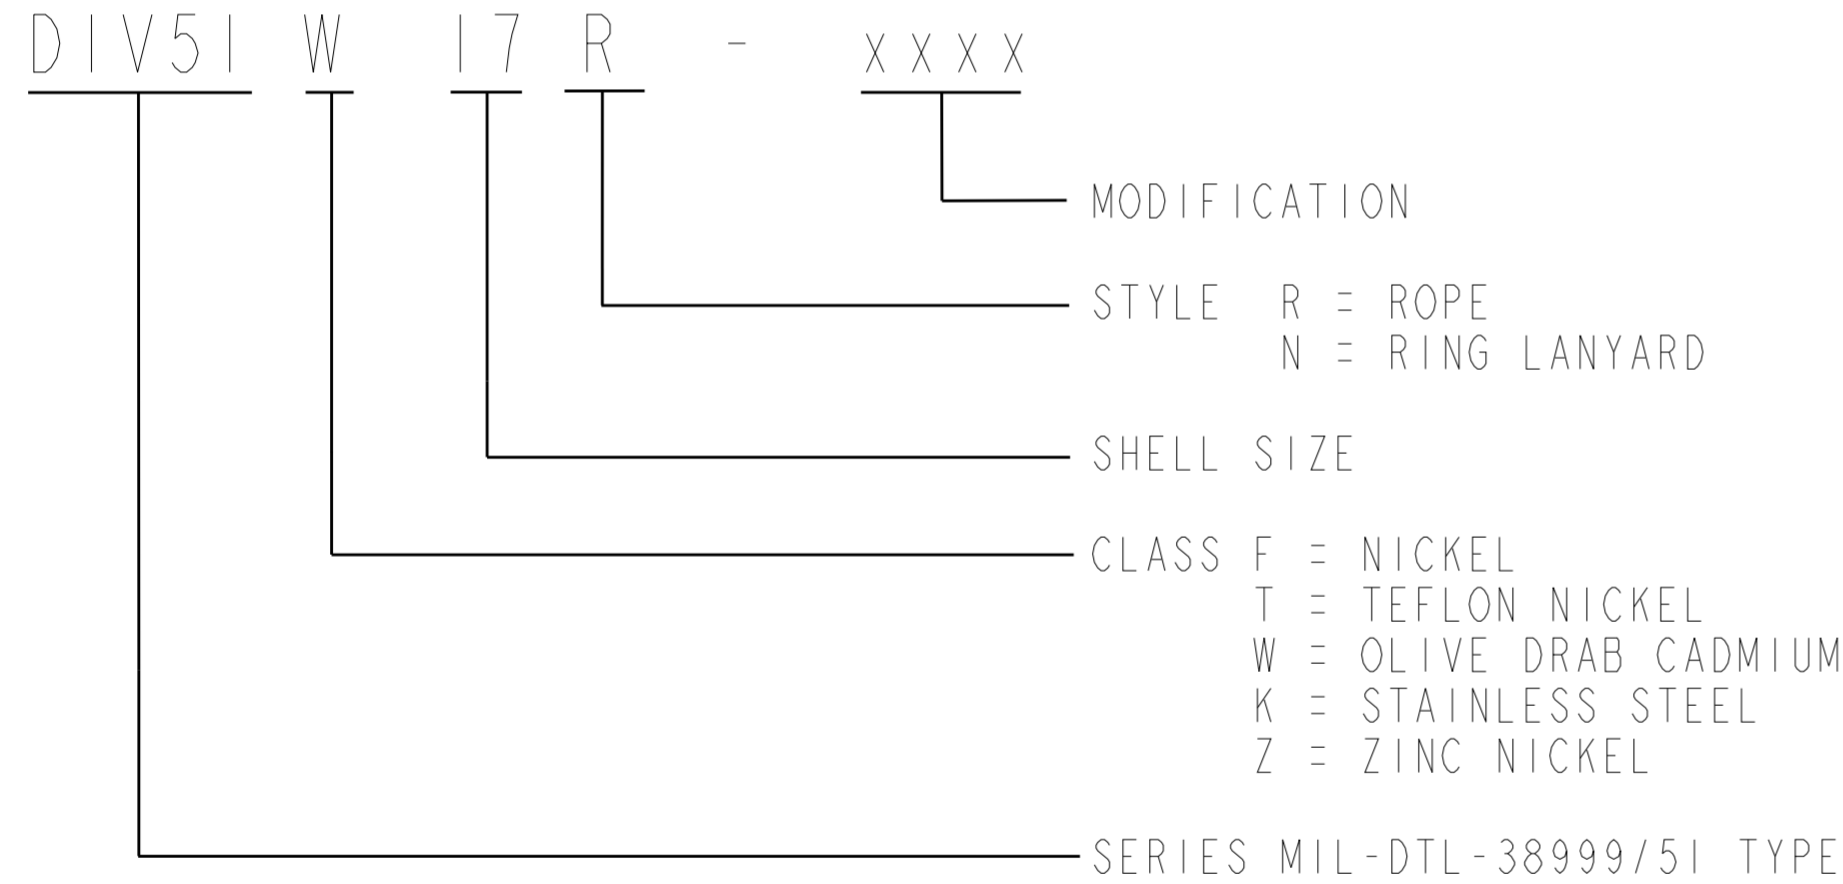 DIV51 W 17 R - XXXX
MODIFICATION
STYLE R = ROPE
N = RING LANYARD
SHELL SIZE
CLASS F = NICKEL
T = TEFLON NICKEL
W = OLIVE DRAB CADMIUM
K = STAINLESS STEEL
Z = ZINC NICKEL
SERIES MIL-DTL-38999/51 TYPE